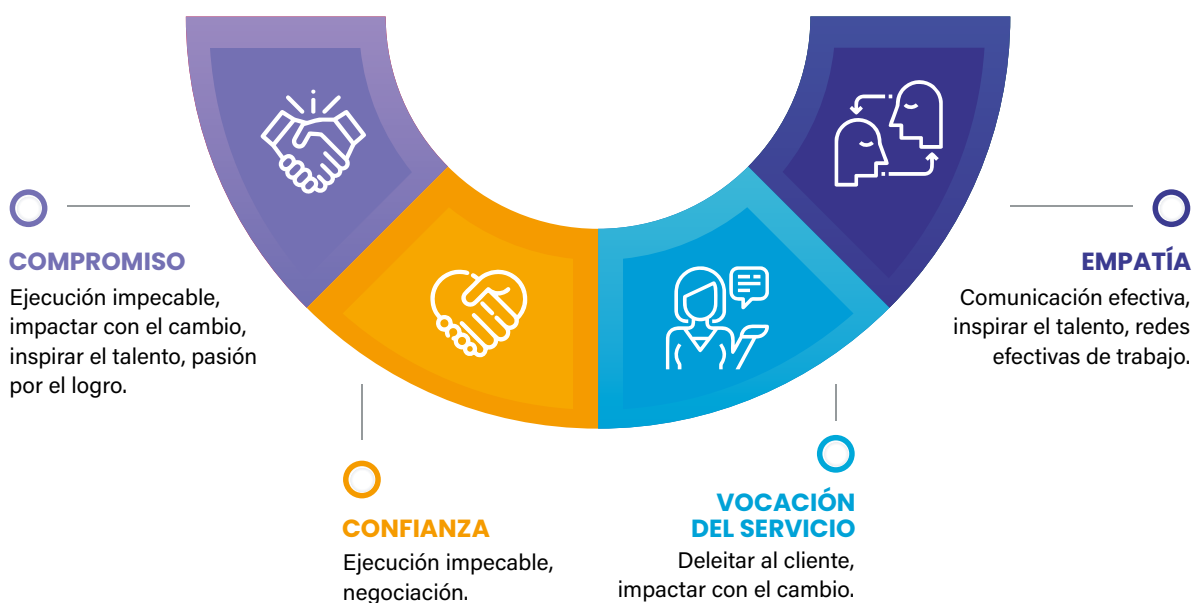 COMPROMISO
Ejecución impecable,
impactar con el cambio,
inspirar el talento, pasión
por el logro.
CONFIANZA
Ejecución impecable,
negociación.
VOCACIÓN
DEL SERVICIO
Deleitar al cliente,
impactar con el cambio.
EMPATÍA
Comunicación efectiva,
inspirar el talento, redes
efectivas de trabajo.